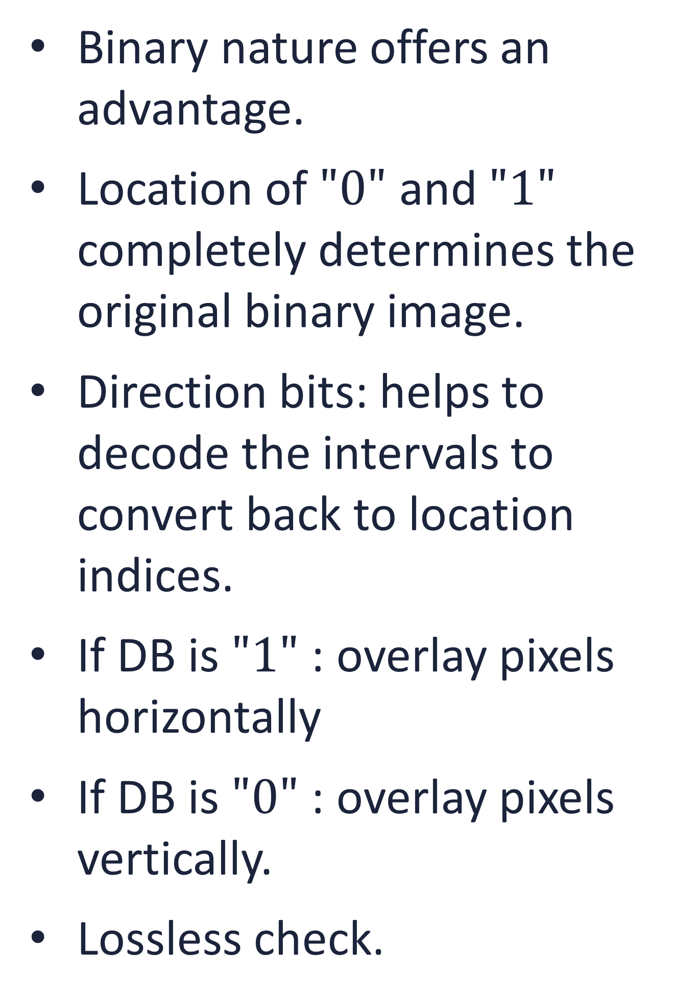 • Binary nature offers an
advantage.
• Location of "0" and "1"
completely determines the
original binary image.
• Direction bits: helps to
decode the intervals to
convert back to location
indices.
• If DB is "1" : overlay pixels
horizontally
• If DB is "0" : overlay pixels
vertically.
• Lossless check.